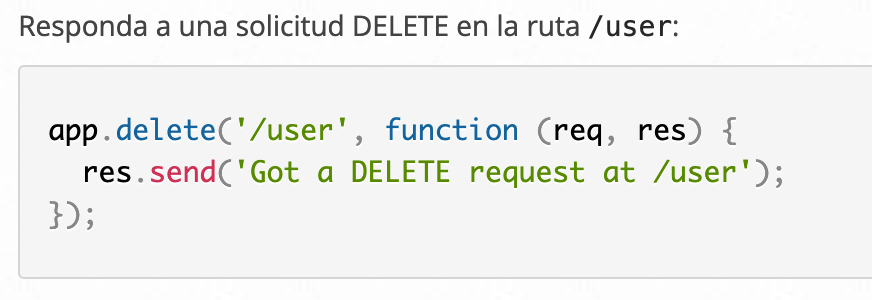 Responda a una solicitud DELETE en la ruta /user:
app.delete('/user', function (req, res) {
  res.send('Got a DELETE request at /user');
});